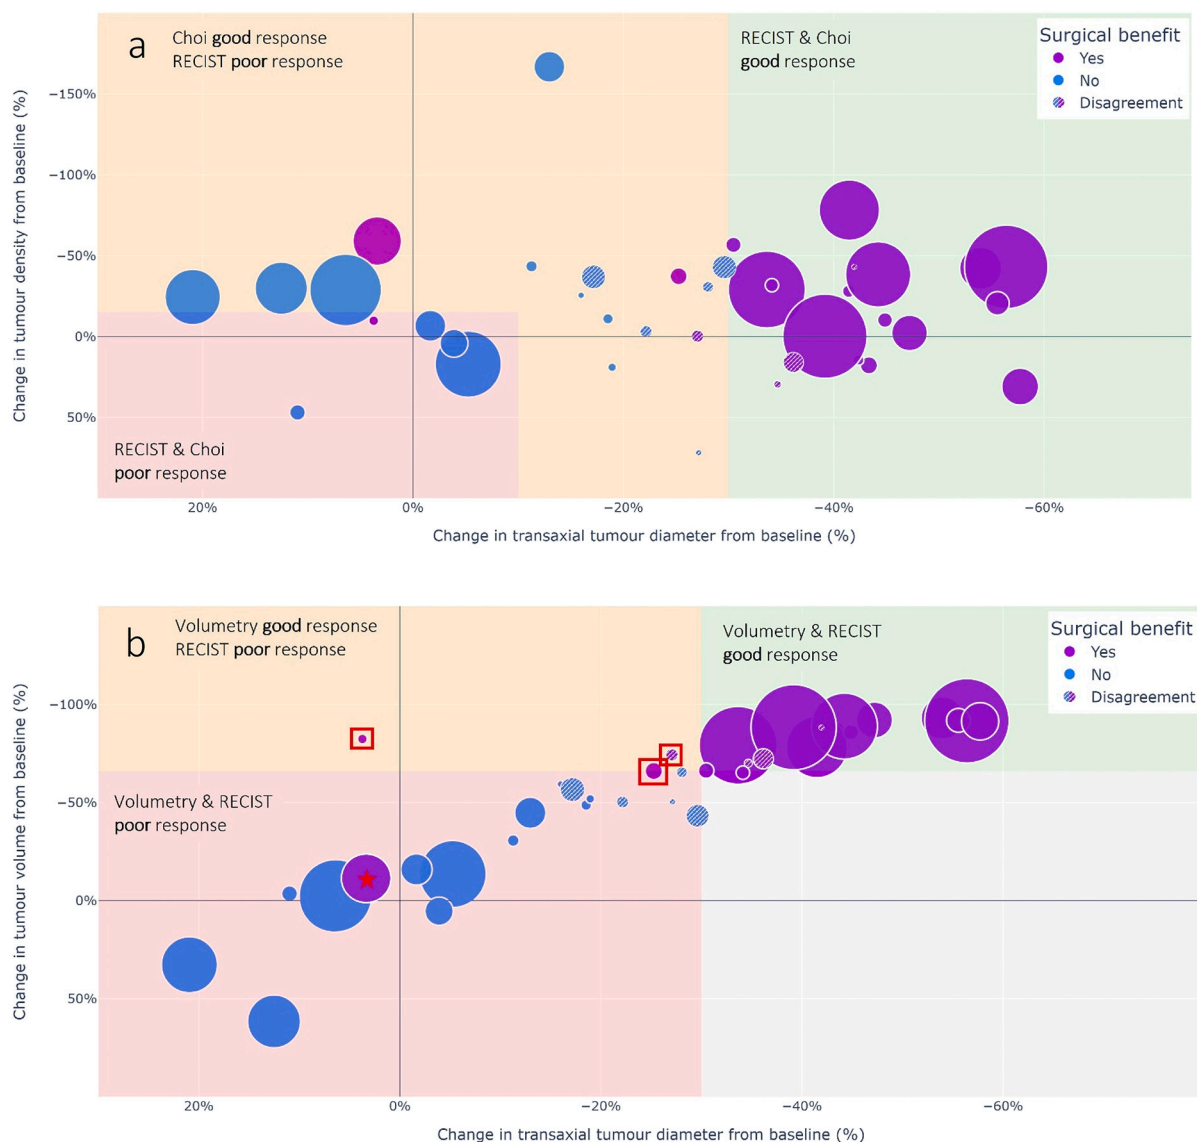 a
Choi good response
RECIST poor response
RECIST & Choi
good response
Surgical benefit
Yes
No
Disagreement
Change in tumour density from baseline (%)
−150%
−100%
−50%
0%
50%
RECIST & Choi
poor response
20%
0%
−20%
−40%
−60%
Change in transaxial tumour diameter from baseline (%)
b
Volumetry good response
RECIST poor response
Volumetry & RECIST
good response
Surgical benefit
Yes
No
Disagreement
Change in tumour volume from baseline (%)
−100%
−50%
0%
50%
Volumetry & RECIST
poor response
20%
0%
−20%
−40%
−60%
Change in transaxial tumour diameter from baseline (%)